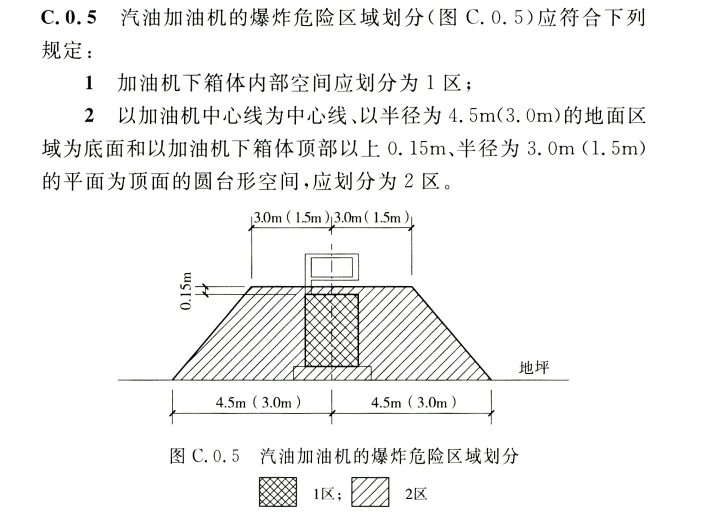 C.0.5 汽油加油机的爆炸危险区域划分(图 C.0.5)应符合下列
规定:
1 加油机下箱体内部空间应划分为 1 区;
2 以加油机中心线为中心线、以半径为 4.5m(3.0m)的地面区
域为底面和以加油机下箱体顶部以上 0.15m、半径为 3.0m (1.5m)
的平面为顶面的圆台形空间,应划分为 2 区。
3.0m ( 1.5m ) 3.0m ( 1.5m )
0.15m
地坪
4.5m ( 3.0m ) 4.5m ( 3.0m )
图 C.0.5 汽油加油机的爆炸危险区域划分
1区; 2区